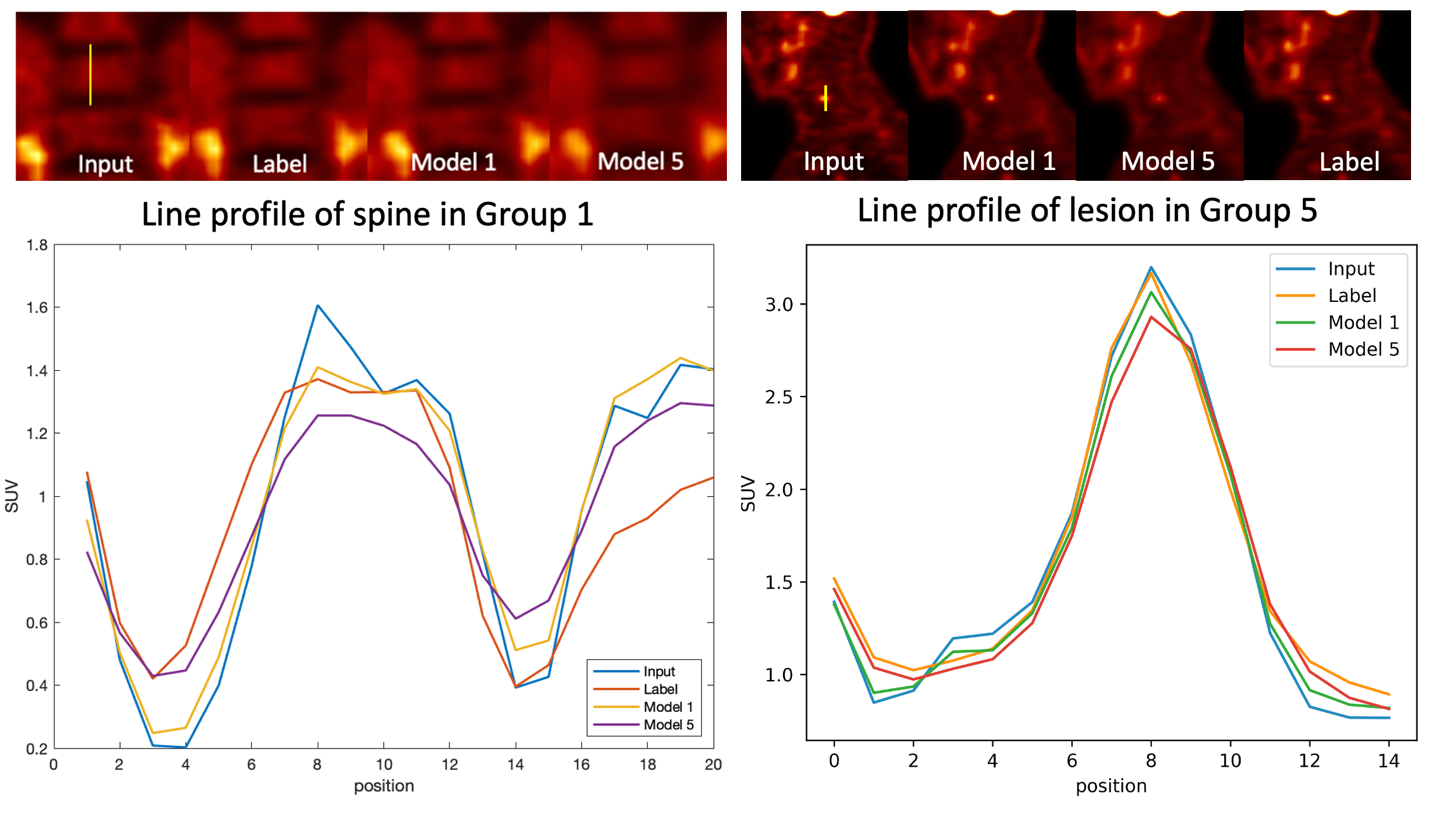 Input Label Model 1 Model 5
Input Model 1 Model 5 Label
Line profile of spine in Group 1
1.8
1.6
1.4
1.2
1
0.8
0.6
0.4
0.2
SUV
0 2 4 6 8 10 12 14 16 18 20
position
Input
Label
Model 1
Model 5
Line profile of lesion in Group 5
3.0
2.5
2.0
1.5
1.0
SUV
0 2 4 6 8 10 12 14
position
Input
Label
Model 1
Model 5